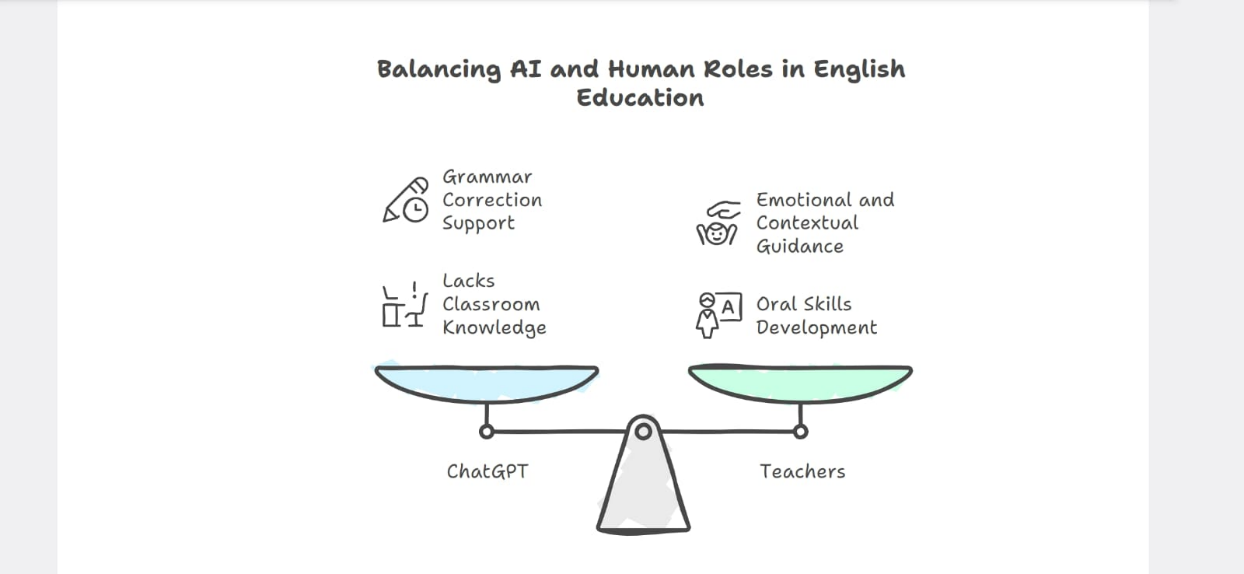 Balancing AI and Human Roles in English
Education
Grammar
Correction
Support
Emotional and
Contextual
Guidance
Lacks
Classroom
Knowledge
A
Oral Skills
Development
ChatGPT
Teachers